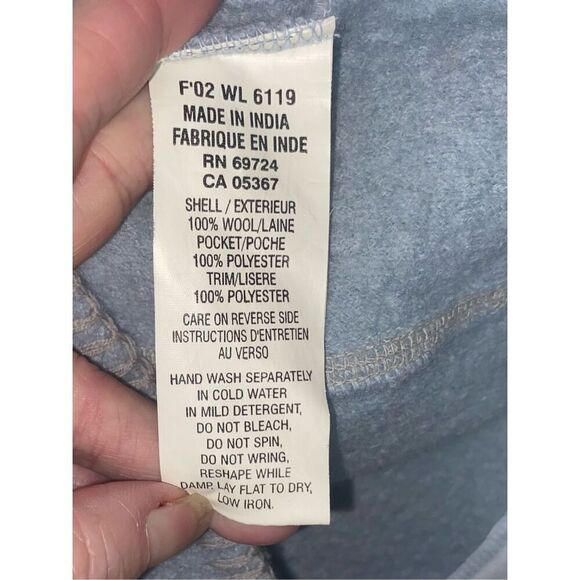 F'02 WL 6119
MADE IN INDIA
FABRIQUE EN INDE
RN 69724
CA 05367
SHELL / EXTERIEUR
100% WOOL/LAINE
POCKET/POCHE
100% POLYESTER
TRIM/LISERE
100% POLYESTER
CARE ON REVERSE SIDE
INSTRUCTIONS D'ENTRETIEN
AU VERSO
HAND WASH SEPARATELY
IN COLD WATER
IN MILD DETERGENT,
DO NOT BLEACH,
DO NOT SPIN,
DO NOT WRING,
RESHAPE WHILE
DAMP, LAY FLAT TO DRY,
LOW IRON.